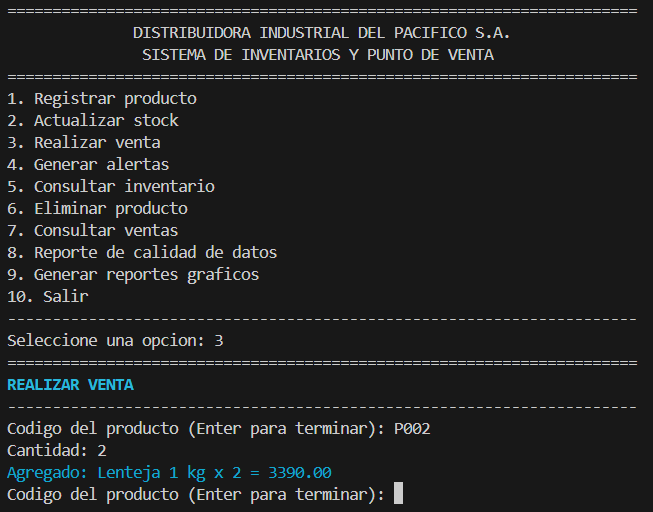 ======================================================================
DISTRIBUIDORA INDUSTRIAL DEL PACIFICO S.A.
SISTEMA DE INVENTARIOS Y PUNTO DE VENTA
======================================================================
1. Registrar producto
2. Actualizar stock
3. Realizar venta
4. Generar alertas
5. Consultar inventario
6. Eliminar producto
7. Consultar ventas
8. Reporte de calidad de datos
9. Generar reportes graficos
10. Salir
----------------------------------------------------------------------
Seleccione una opcion: 3
======================================================================
REALIZAR VENTA
----------------------------------------------------------------------
Codigo del producto (Enter para terminar): P002
Cantidad: 2
Agregado: Lenteja 1 kg x 2 = 3390.00
Codigo del producto (Enter para terminar):